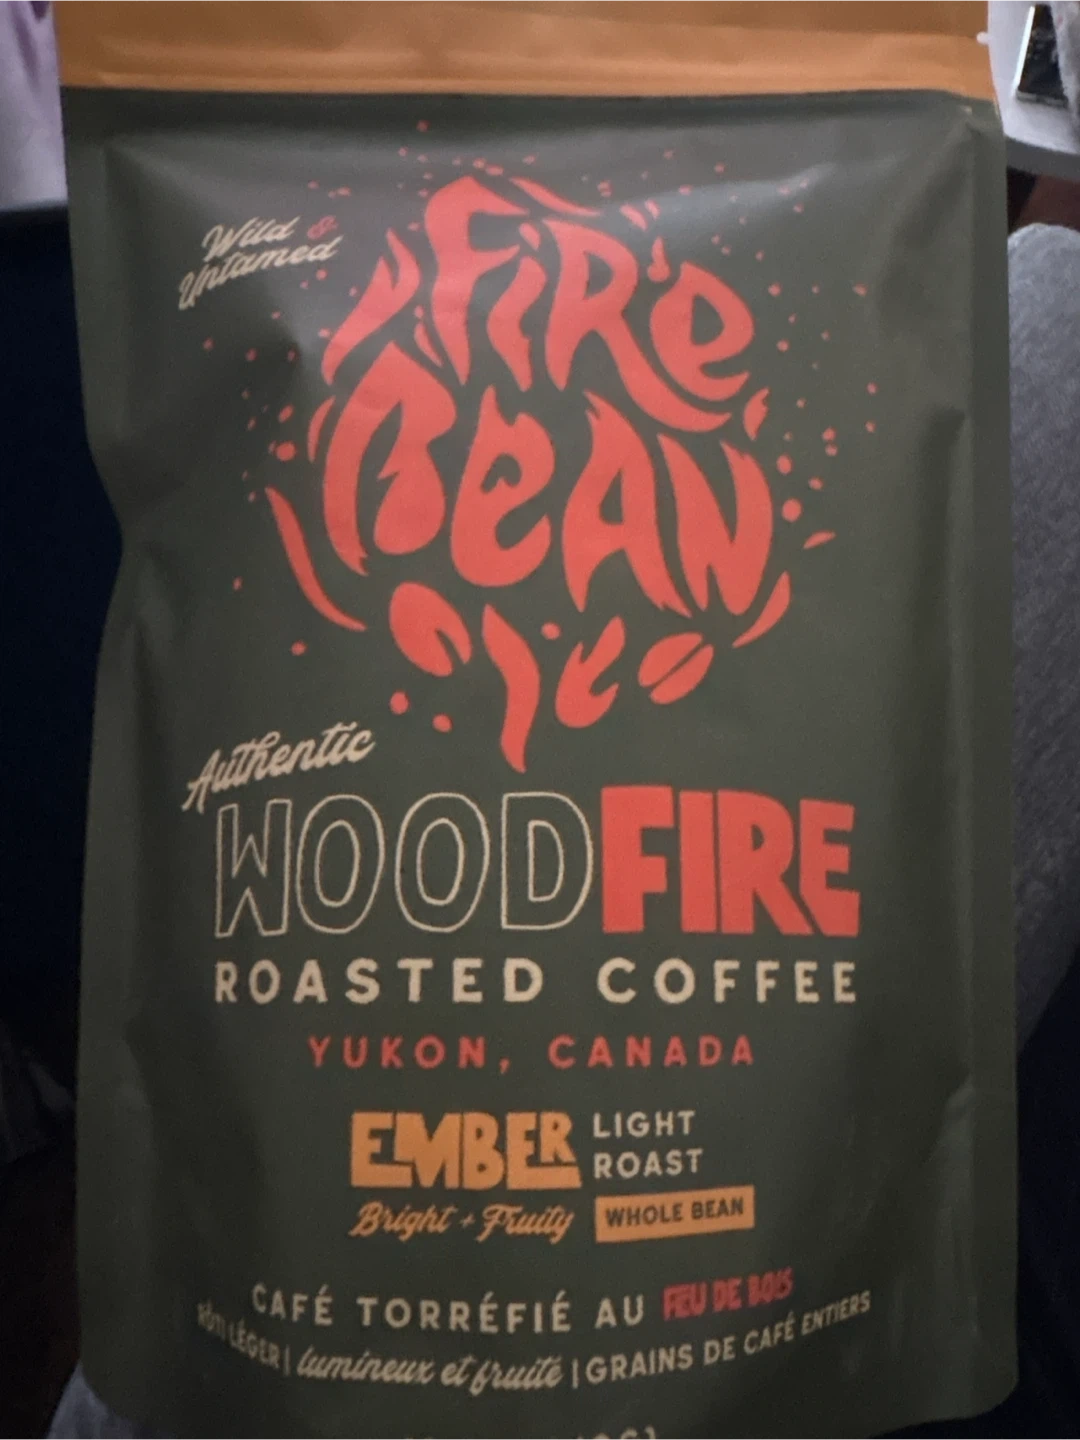 Wild &
Untamed
FIRE
BEAN
Authentic
WOODFIRE
ROASTED COFFEE
YUKON, CANADA
EMBER
LIGHT
ROAST
Bright + Fruity
WHOLE BEAN
CAFÉ TORRÉFIÉ AU FEU DE BOIS
RÔTI LÉGER | lumineux et fruité | GRAINS DE CAFÉ ENTIERS